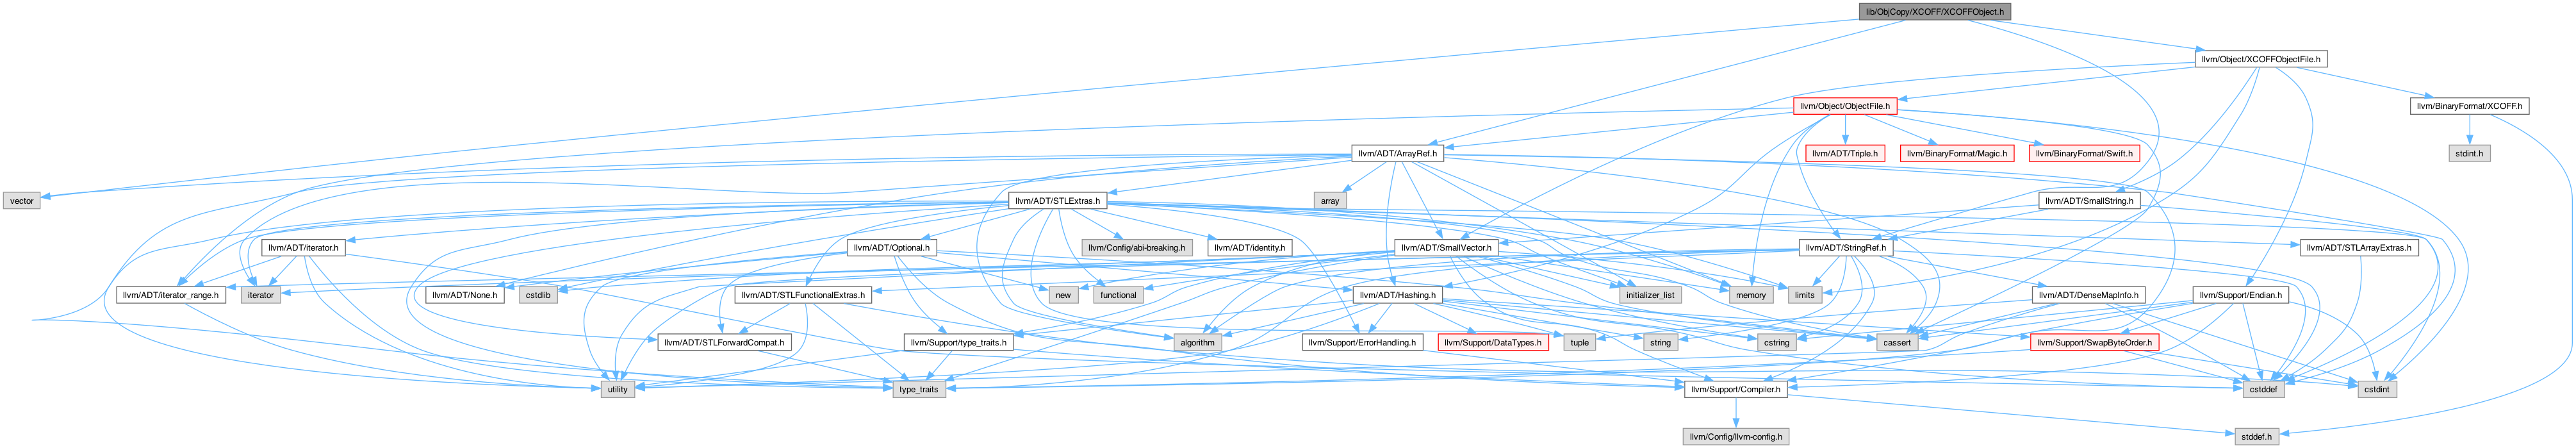 lib/ObjCopy/XCOFF/XCOFFObject.h
llvm/Object/XCOFFObjectFile.h
llvm/Object/ObjectFile.h
llvm/BinaryFormat/XCOFF.h
llvm/ADT/ArrayRef.h
llvm/ADT/Triple.h
llvm/BinaryFormat/Magic.h
llvm/BinaryFormat/Swift.h
stdint.h
vector
llvm/ADT/STLExtras.h
array
llvm/ADT/SmallString.h
llvm/ADT/iterator.h
llvm/Config/abi-breaking.h
llvm/ADT/identity.h
llvm/ADT/Optional.h
llvm/ADT/SmallVector.h
llvm/ADT/StringRef.h
llvm/ADT/STLArrayExtras.h
llvm/ADT/iterator_range.h
iterator
llvm/ADT/None.h
cstdlib
llvm/ADT/STLFunctionalExtras.h
new
functional
llvm/ADT/Hashing.h
initializer_list
memory
limits
llvm/ADT/DenseMapInfo.h
llvm/Support/Endian.h
llvm/ADT/STLForwardCompat.h
llvm/Support/type_traits.h
algorithm
llvm/Support/ErrorHandling.h
llvm/Support/DataTypes.h
tuple
string
cstring
cassert
llvm/Support/SwapByteOrder.h
utility
type_traits
llvm/Support/Compiler.h
cstddef
cstdint
llvm/Config/llvm-config.h
stddef.h